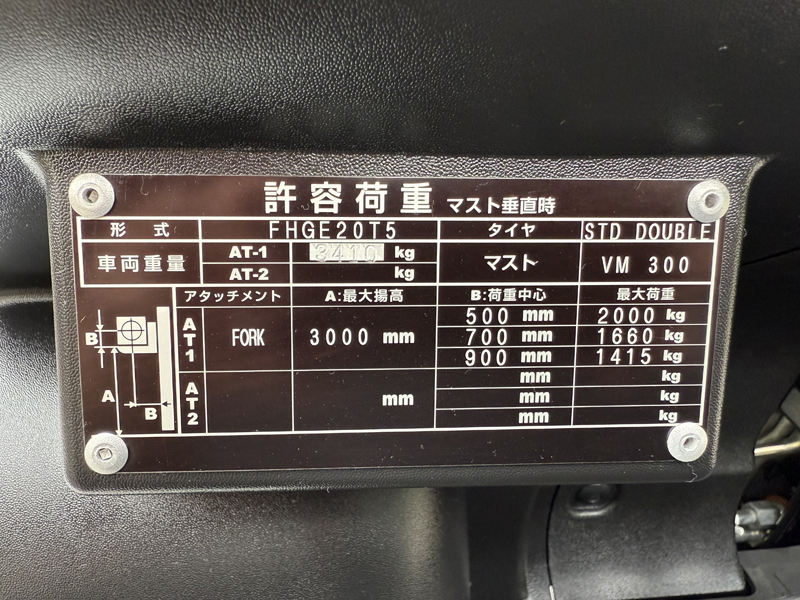 許容荷重 マスト垂直時
形式 FHGE20T5 タイヤ STD DOUBLE
車両重量 AT-1 3410 kg マスト VM 300
AT-2 kg
アタッチメント A:最大揚高 B:荷重中心 最大荷重
AT1 FORK 3000 mm 500 mm 2000 kg
700 mm 1660 kg
900 mm 1415 kg
AT2 mm mm kg
mm kg
mm kg
B
A
B